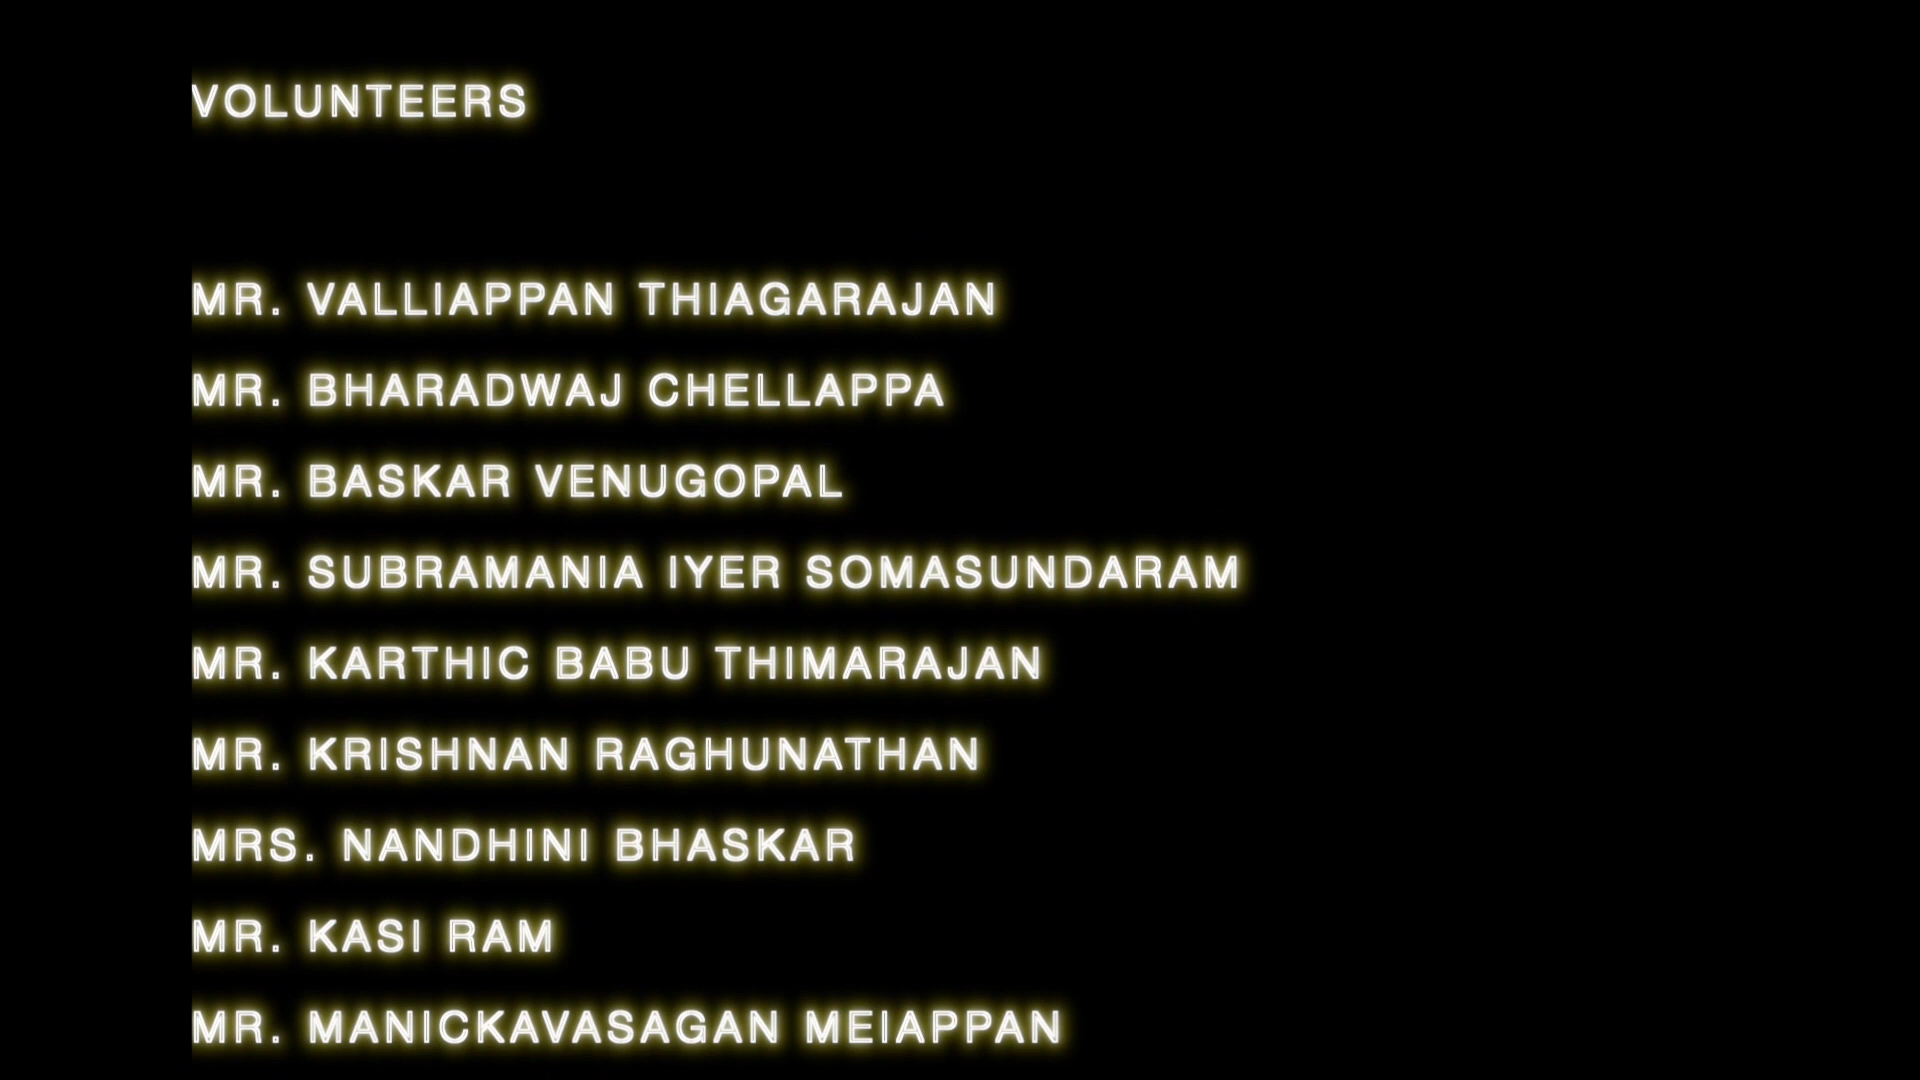 VOLUNTEERS
MR. VALLIAPPAN THIAGARAJAN
MR. BHARADWAJ CHELLAPPA
MR. BASKAR VENUGOPAL
MR. SUBRAMANIA IYER SOMASUNDARAM
MR. KARTHIC BABU THIMARAJAN
MR. KRISHNAN RAGHUNATHAN
MRS. NANDHINI BHASKAR
MR. KASI RAM
MR. MANICKAVASAGAN MEIAPPAN